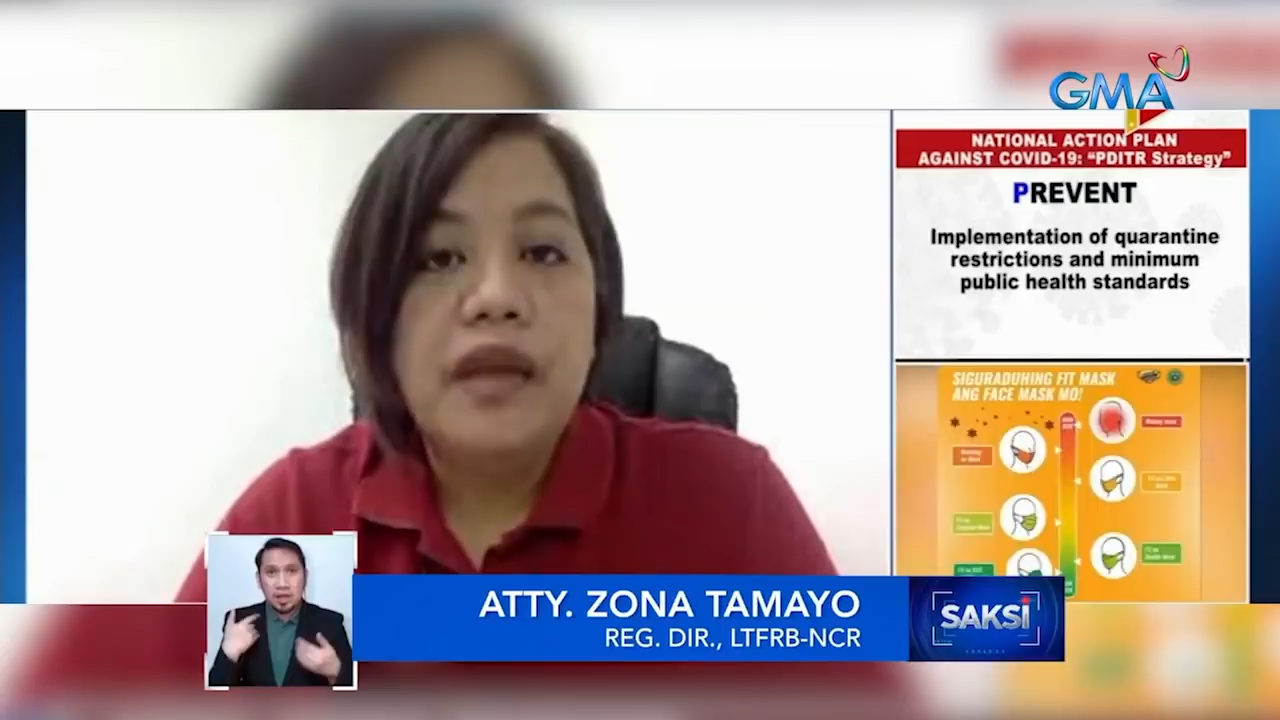 GMA
NATIONAL ACTION PLAN
AGAINST COVID-19: “PDITR Strategy”
PREVENT
Implementation of quarantine
restrictions and minimum
public health standards
SIGURADUHING FIT MASK
ANG FACE MASK MO!
ATTY. ZONA TAMAYO
REG. DIR., LTFRB-NCR
SAKSI